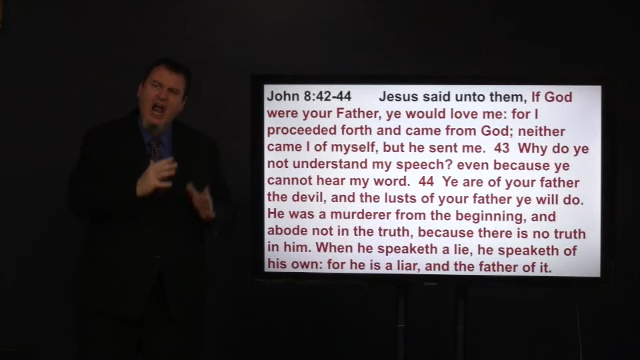 John 8:42-44 Jesus said unto them, If God
were your Father, ye would love me: for I
proceeded forth and came from God; neither
came I of myself, but he sent me. 43 Why do ye
not understand my speech? even because ye
cannot hear my word. 44 Ye are of your father
the devil, and the lusts of your father ye will do.
He was a murderer from the beginning, and
abode not in the truth, because there is no truth
in him. When he speaketh a lie, he speaketh of
his own: for he is a liar, and the father of it.